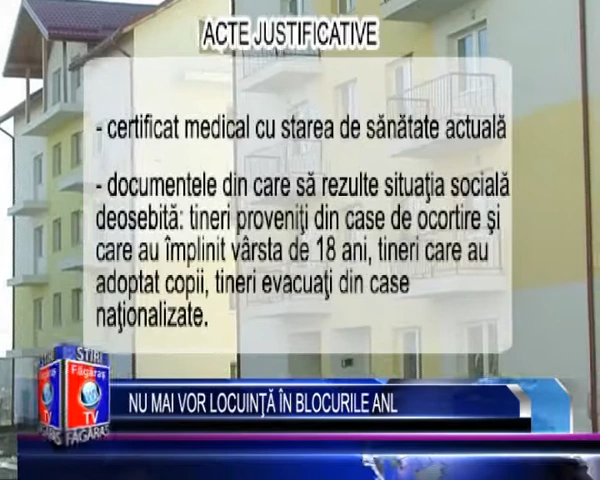 ACTE JUSTIFICATIVE
- certificat medical cu starea de sănătate actuală
- documentele din care să rezulte situaţia socială
deosebită: tineri proveniţi din case de ocortire şi
care au împlinit vârsta de 18 ani, tineri care au
adoptat copii, tineri evacuaţi din case
naţionalizate.
STIRI
Făgăraş
TV
FĂGĂRAŞ
NU MAI VOR LOCUINŢĂ ÎN BLOCURILE ANL